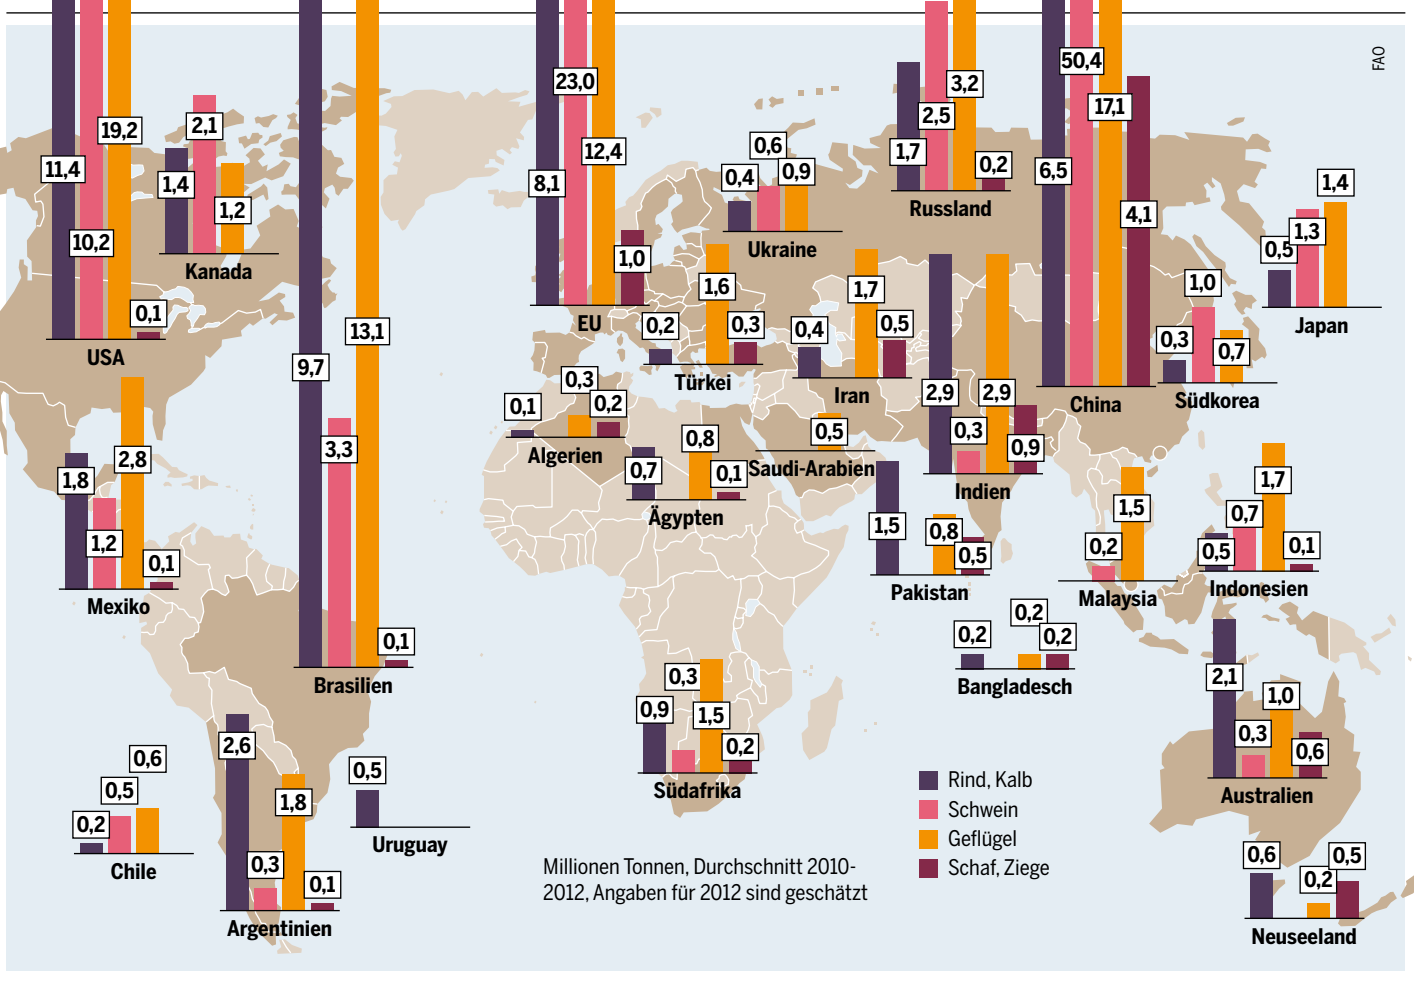 FAO
11,4
10,2
19,2
0,1
USA
1,4
2,1
1,2
Kanada
9,7
3,3
13,1
0,1
Brasilien
8,1
23,0
12,4
1,0
EU
0,4
0,6
0,9
Ukraine
1,7
2,5
3,2
0,2
Russland
6,5
50,4
17,1
4,1
China
0,5
1,3
1,4
Japan
0,3
1,0
0,7
Südkorea
0,2
1,6
0,3
Türkei
0,4
1,7
0,5
Iran
2,9
0,3
2,9
0,9
Indien
0,1
0,3
0,2
Algerien
0,7
0,8
0,1
Ägypten
0,5
Saudi-Arabien
1,8
1,2
2,8
0,1
Mexiko
1,5
0,8
0,5
Pakistan
0,2
1,5
Malaysia
0,5
0,7
1,7
0,1
Indonesien
0,2
0,2
0,2
Bangladesch
0,9
0,3
1,5
0,2
Südafrika
2,1
0,3
1,0
0,6
Australien
0,2
0,5
0,6
Chile
2,6
0,3
1,8
0,1
Argentinien
0,5
Uruguay
0,6
0,2
0,5
Neuseeland
Rind, Kalb
Schwein
Geflügel
Schaf, Ziege
Millionen Tonnen, Durchschnitt 2010-
2012, Angaben für 2012 sind geschätzt